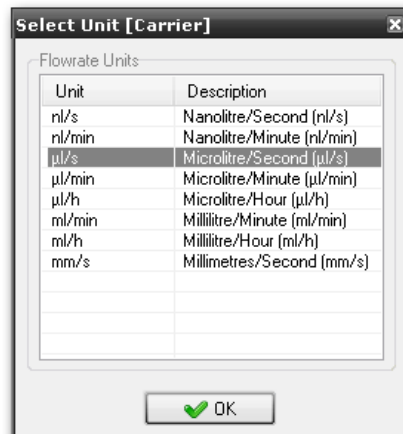 Select Unit [Carrier]
Flowrate Units
Unit Description
nl/s Nanolitre/Second (nl/s)
nl/min Nanolitre/Minute (nl/min)
µl/s Microlitre/Second (µl/s)
µl/min Microlitre/Minute (µl/min)
µl/h Microlitre/Hour (µl/h)
ml/min Millilitre/Minute (ml/min)
ml/h Millilitre/Hour (ml/h)
mm/s Millimetres/Second (mm/s)
OK